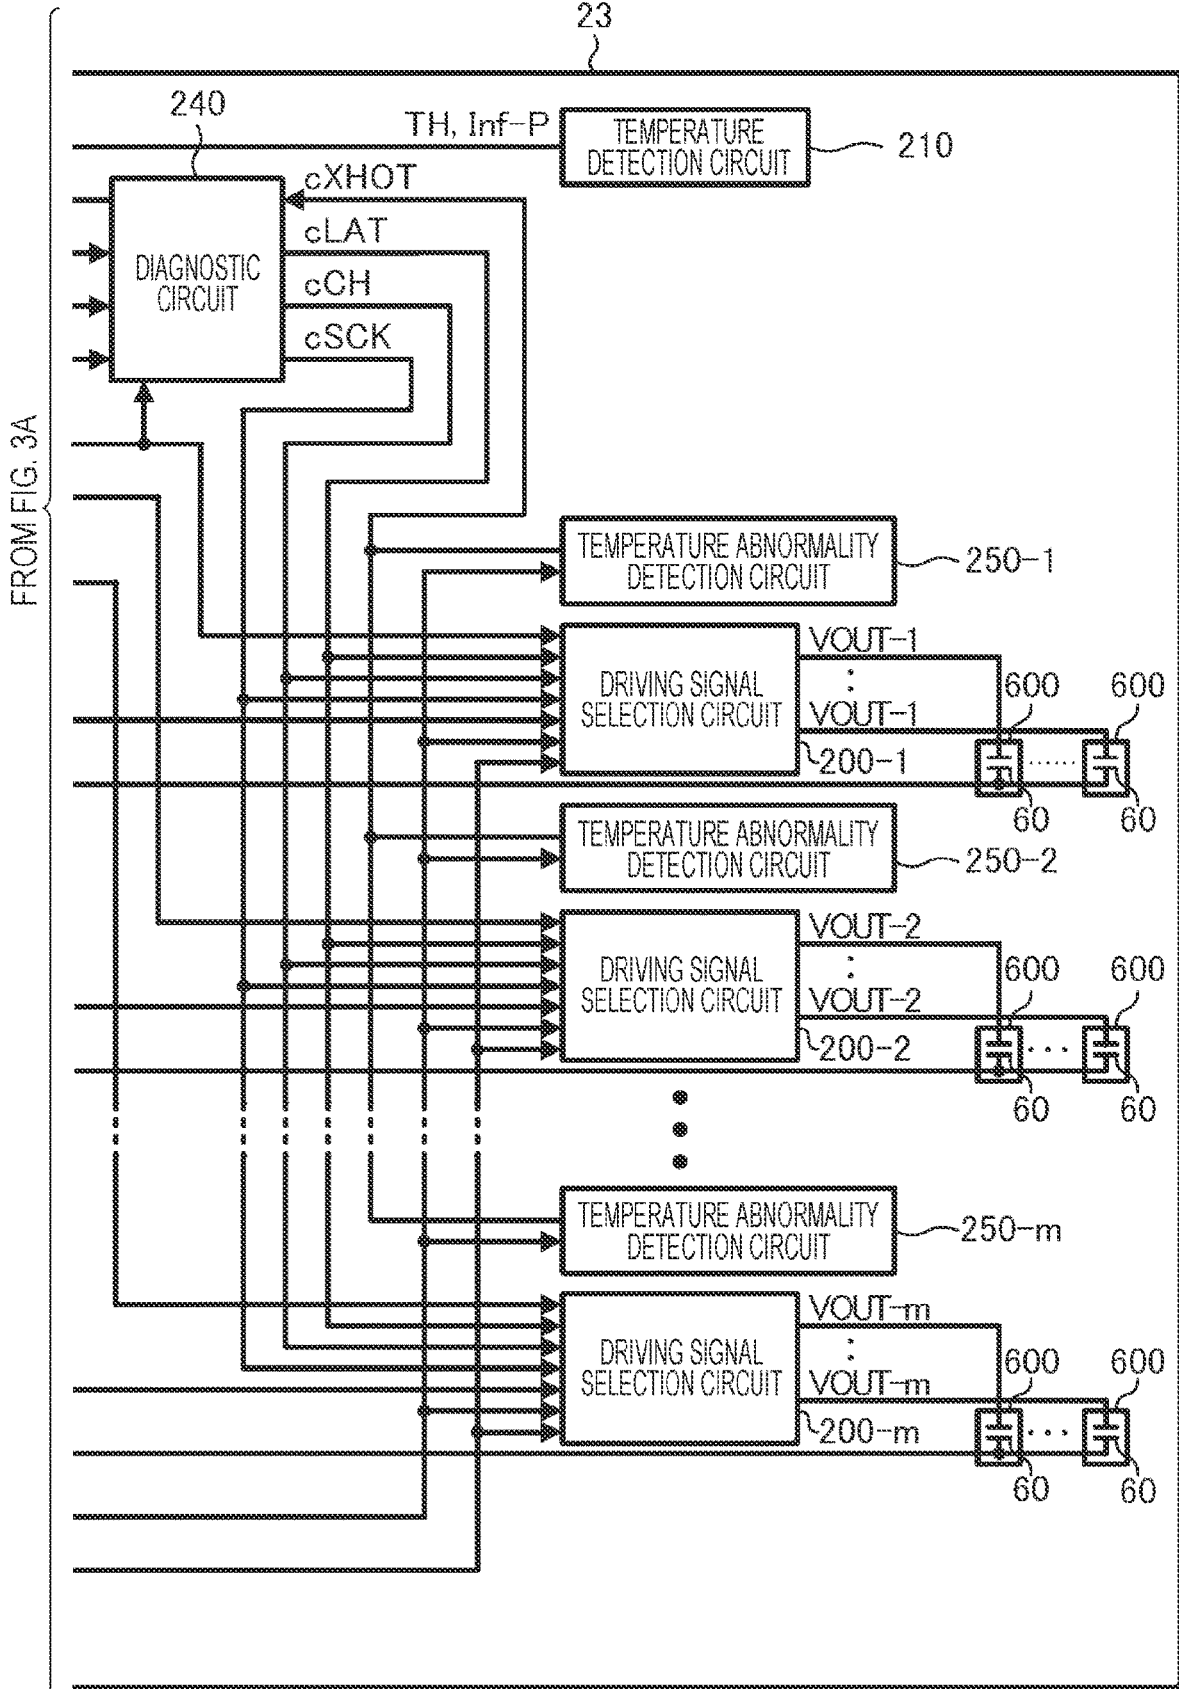 23
240
TH, Inf-P
TEMPERATURE
DETECTION CIRCUIT
210
cXHOT
cLAT
cCH
cSCK
DIAGNOSTIC
CIRCUIT
FROM FIG. 3A
TEMPERATURE ABNORMALITY
DETECTION CIRCUIT
250-1
DRIVING SIGNAL
SELECTION CIRCUIT
VOUT-1
VOUT-1
200-1
600
600
60
60
TEMPERATURE ABNORMALITY
DETECTION CIRCUIT
250-2
DRIVING SIGNAL
SELECTION CIRCUIT
VOUT-2
VOUT-2
200-2
600
600
60
60
TEMPERATURE ABNORMALITY
DETECTION CIRCUIT
250-m
DRIVING SIGNAL
SELECTION CIRCUIT
VOUT-m
VOUT-m
200-m
600
600
60
60